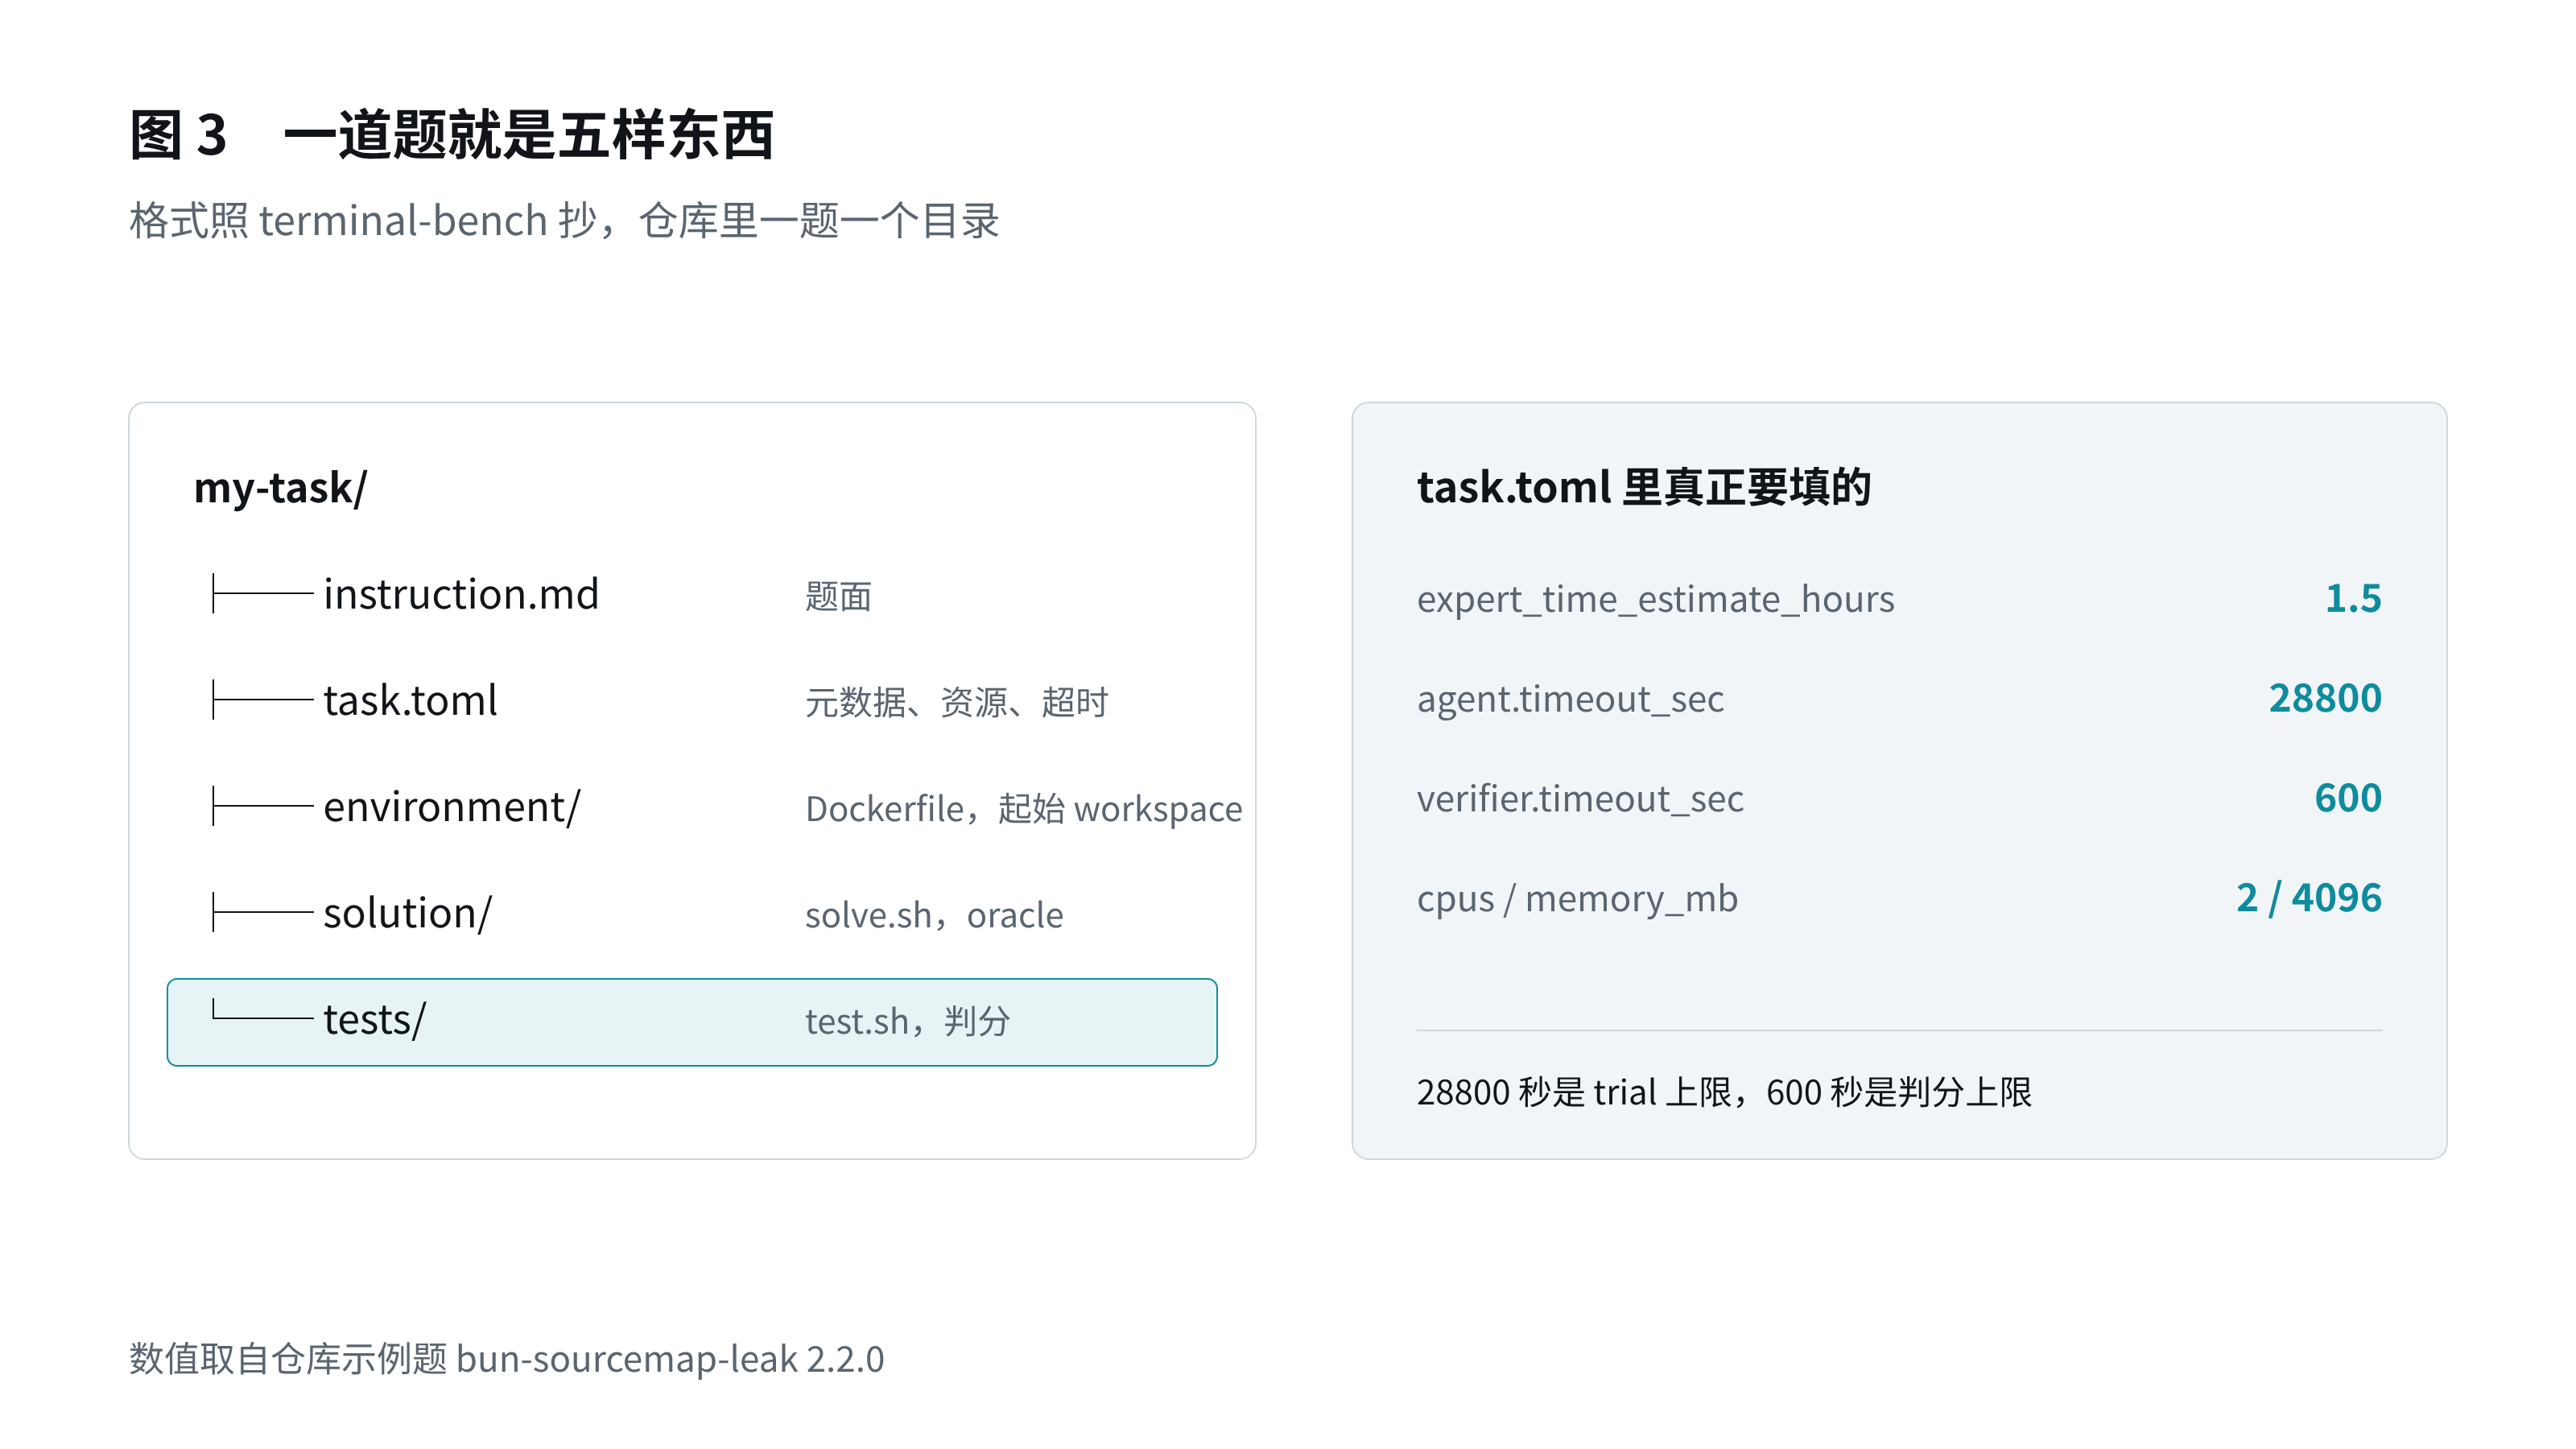 图 3　一道题就是五样东西
格式照 terminal-bench 抄，仓库里一题一个目录
my-task/
├── instruction.md 题面
├── task.toml 元数据、资源、超时
├── environment/ Dockerfile，起始 workspace
├── solution/ solve.sh，oracle
└── tests/ test.sh，判分
task.toml 里真正要填的
expert_time_estimate_hours 1.5
agent.timeout_sec 28800
verifier.timeout_sec 600
cpus / memory_mb 2 / 4096
28800 秒是 trial 上限，600 秒是判分上限
数值取自仓库示例题 bun-sourcemap-leak 2.2.0